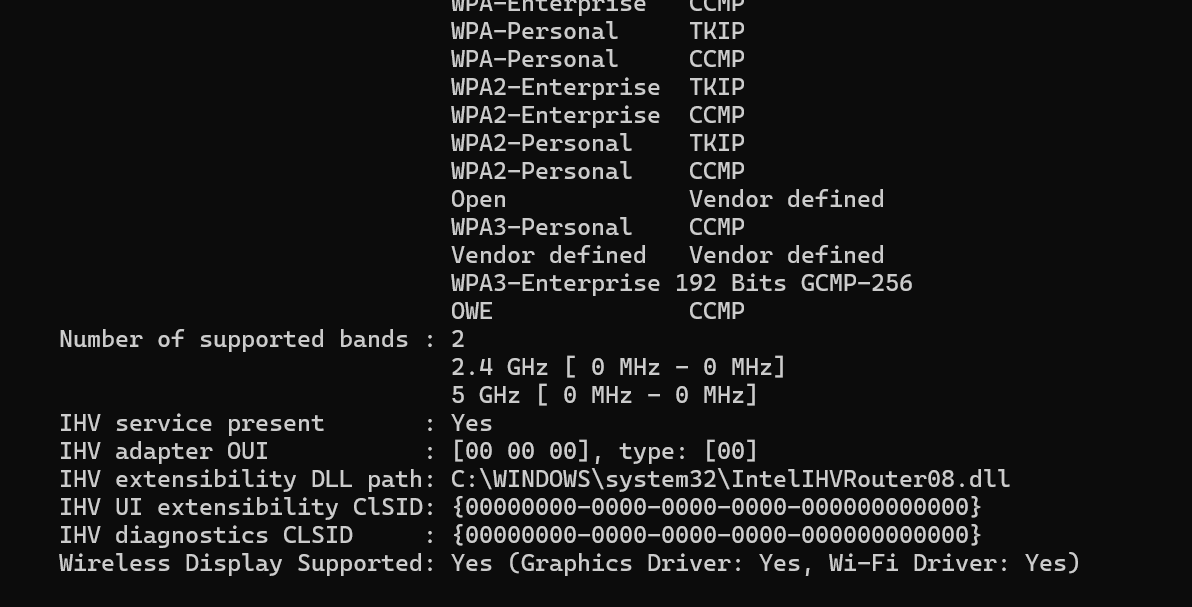 WPA-Enterprise   CCMP
WPA-Personal     TKIP
WPA-Personal     CCMP
WPA2-Enterprise  TKIP
WPA2-Enterprise  CCMP
WPA2-Personal    TKIP
WPA2-Personal    CCMP
Open             Vendor defined
WPA3-Personal    CCMP
Vendor defined   Vendor defined
WPA3-Enterprise 192 Bits GCMP-256
OWE              CCMP
Number of supported bands : 2
2.4 GHz [ 0 MHz - 0 MHz]
5 GHz [ 0 MHz - 0 MHz]
IHV service present       : Yes
IHV adapter OUI           : [00 00 00], type: [00]
IHV extensibility DLL path: C:\WINDOWS\system32\IntelIHVRouter08.dll
IHV UI extensibility ClSID: {00000000-0000-0000-0000-000000000000}
IHV diagnostics CLSID     : {00000000-0000-0000-0000-000000000000}
Wireless Display Supported: Yes (Graphics Driver: Yes, Wi-Fi Driver: Yes)